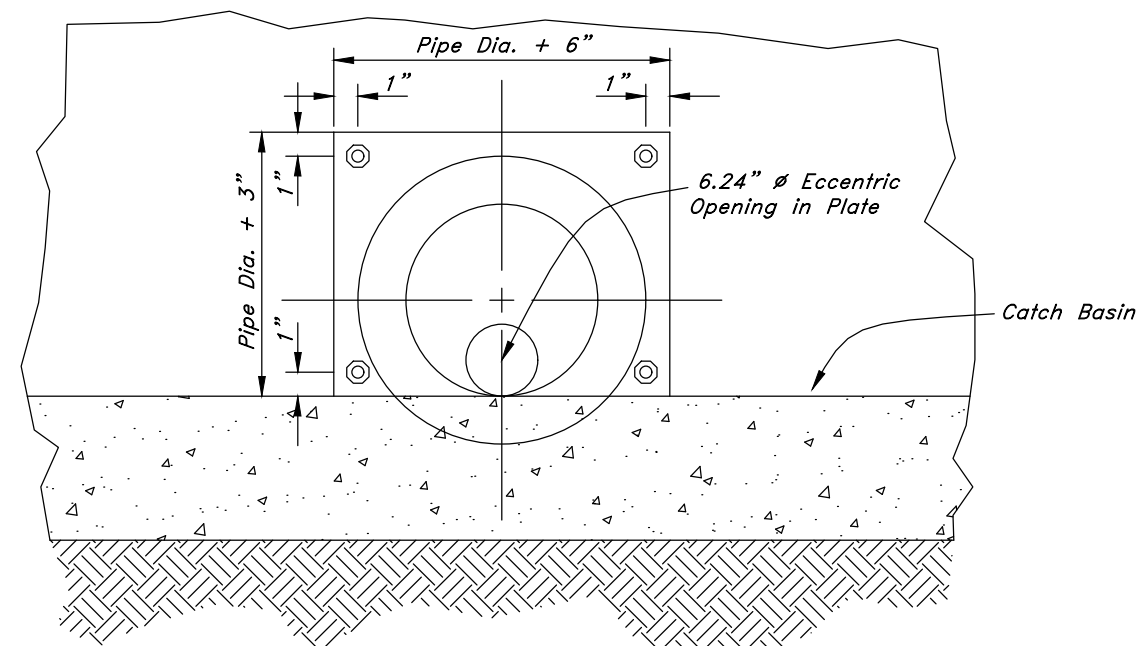 Pipe Dia. + 6”
1”
1”
1”
Pipe Dia. + 3”
6.24” ø Eccentric
Opening in Plate
1”
Catch Basin